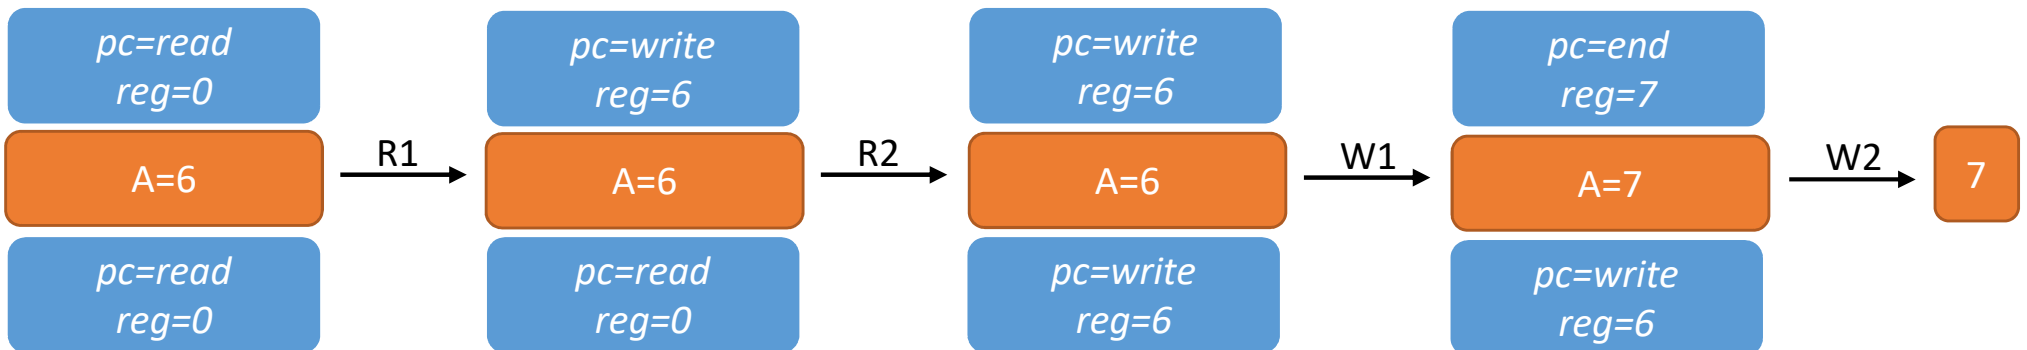 pc=read
reg=0
A=6
pc=read
reg=0
R1
pc=write
reg=6
A=6
pc=read
reg=0
R2
pc=write
reg=6
A=6
pc=write
reg=6
W1
pc=end
reg=7
A=7
pc=write
reg=6
W2
7